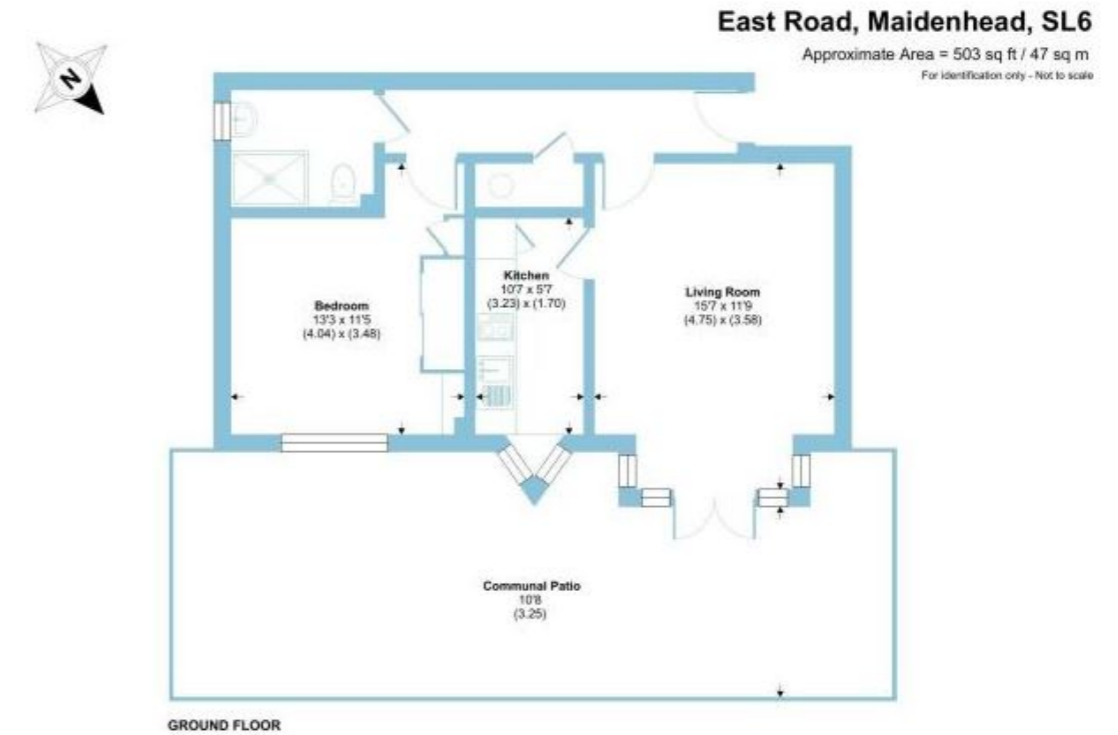 East Road, Maidenhead, SL6
Approximate Area = 503 sq ft / 47 sq m
For identification only - Not to scale
N
Kitchen
10'7 x 5'7
(3.23) x (1.70)
Living Room
15'7 x 11'9
(4.75) x (3.58)
Bedroom
13'3 x 11'5
(4.04) x (3.48)
Communal Patio
10'8
(3.25)
GROUND FLOOR